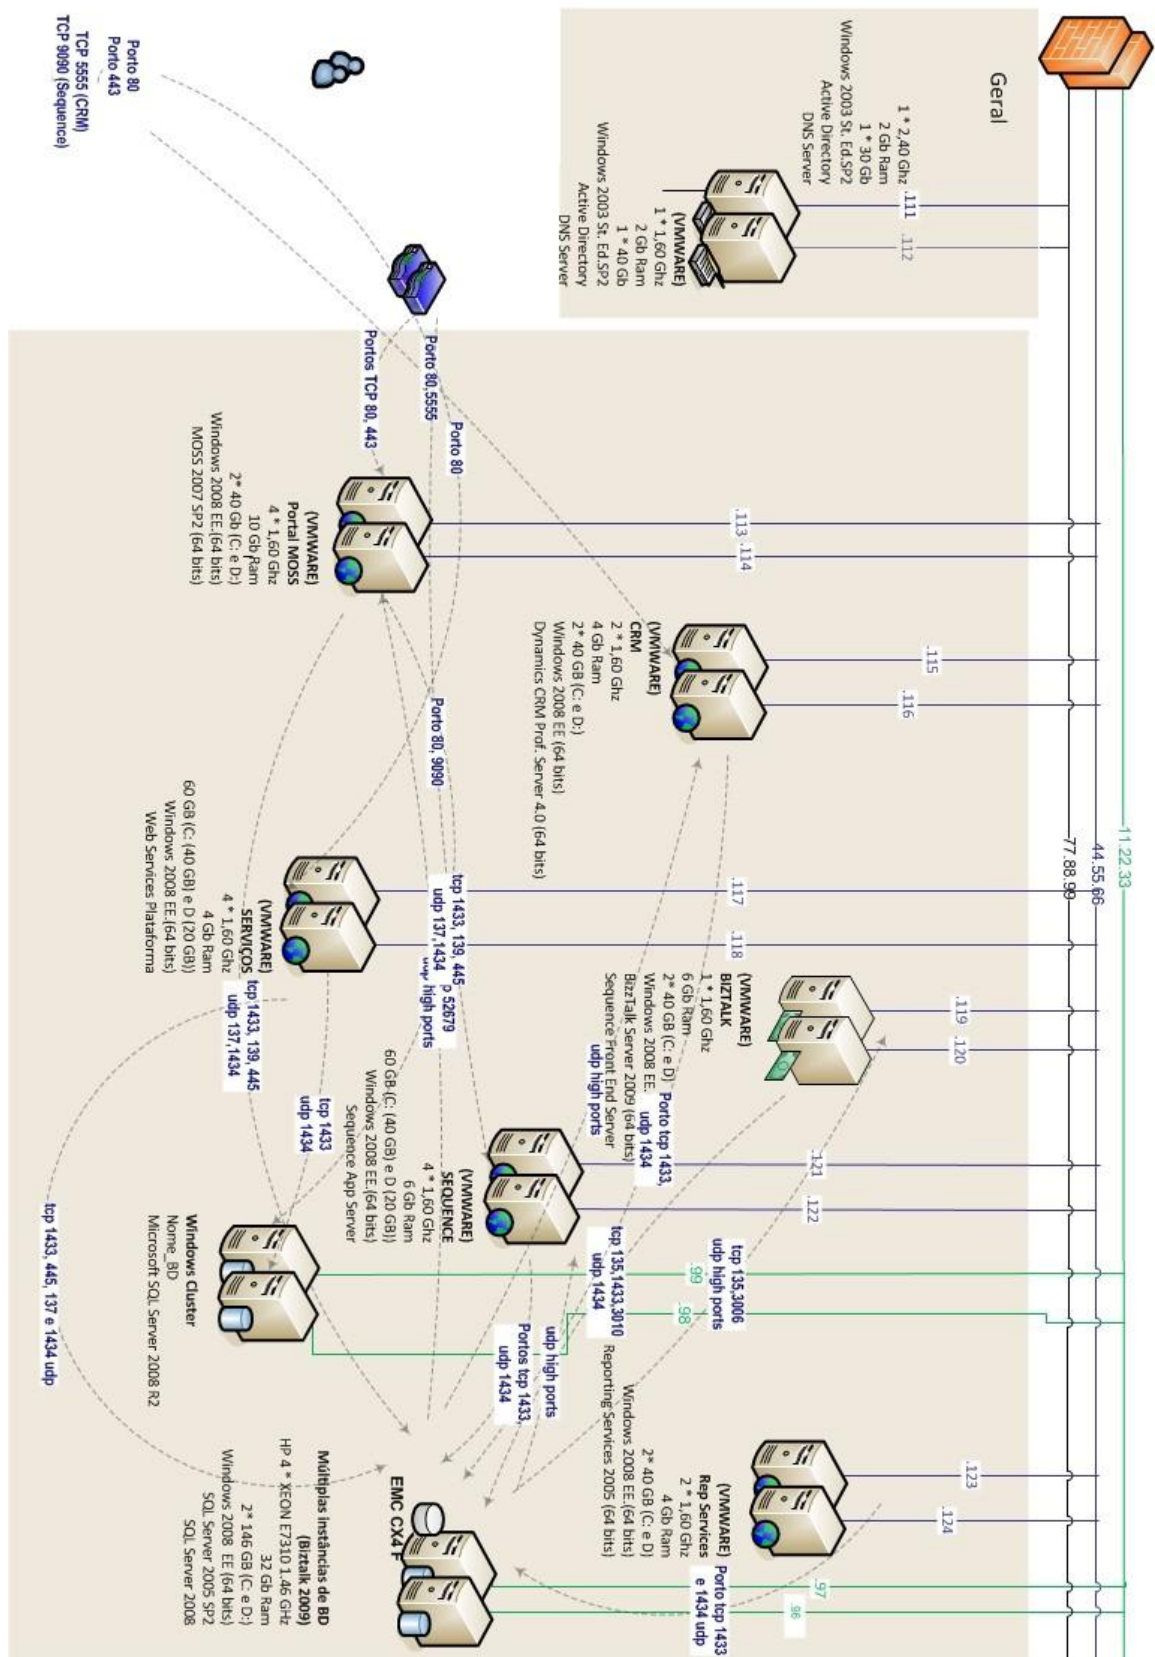 Geral
1 * 2,40 Ghz
2 Gb Ram
1 * 30 Gb
Windows 2003 St. Ed.SP2
Active Directory
DNS Server
.111
.112
(VMWARE)
1 * 1,60 Ghz
2 Gb Ram
1 * 40 Gb
Windows 2003 St. Ed.SP2
Active Directory
DNS Server
Porto 80
Porto 443
TCP 5555 (CRM)
TCP 9090 (Sequence)
11.22.33
44.55.66
77.88.99
Porto 80,5555
Portos TCP 80, 443
Porto 80
.113
.114
(VMWARE)
Portal MOSS
4 * 1,60 Ghz
10 Gb Ram
2* 40 Gb (C: e D:)
Windows 2008 EE.(64 bits)
MOSS 2007 SP2 (64 bits)
.115
.116
(VMWARE)
CRM
2 * 1,60 Ghz
4 Gb Ram
2* 40 GB (C: e D:)
Windows 2008 EE (64 bits)
Dynamics CRM Prof. Server 4.0 (64 bits)
Porto 80, 9090
.117
.118
(VMWARE)
SERVIÇOS
4 * 1,60 Ghz
4 Gb Ram
60 GB (C: (40 GB) e D (20 GB))
Windows 2008 EE.(64 bits)
Web Services Plataforma
tcp 1433, 139, 445
udp 137,1434
p 52679
udp high ports
tcp 1433, 139, 445
udp 137,1434
tcp 1433
udp 1434
.119
.120
(VMWARE)
BIZTALK
1 * 1,60 Ghz
6 Gb Ram
2* 40 GB (C: e D)
Windows 2008 EE.
BizzTalk Server 2009 (64 bits)
Sequence Front End Server
udp high ports
Porto tcp 1433,
udp 1434
.121
.122
(VMWARE)
SEQUENCE
4 * 1,60 Ghz
6 Gb Ram
60 GB (C: (40 GB) e D (20 GB))
Windows 2008 EE.(64 bits)
Sequence App Server
.99
.98
Windows Cluster
Nome_BD
Microsoft SQL Server 2008 R2
tcp 1433, 445, 137 e 1434 udp
tcp 135,3006
udp high ports
tcp 135,1433,3010
udp 1434
udp high ports
Portos tcp 1433,
udp 1434
.123
.124
(VMWARE)
Rep Services
2 * 1,60 Ghz
4 Gb Ram
2* 40 GB (C: e D)
Windows 2008 EE.(64 bits)
Reporting Services 2005 (64 bits)
Porto tcp 1433
e 1434 udp
.97
.96
EMC CX4 F
Múltiplas instâncias de BD
(Biztalk 2009)
HP 4 * XEON E7310 1.46 GHz
32 Gb Ram
2* 146 GB (C: e D:)
Windows 2008 EE (64 bits)
SQL Server 2005 SP2
SQL Server 2008